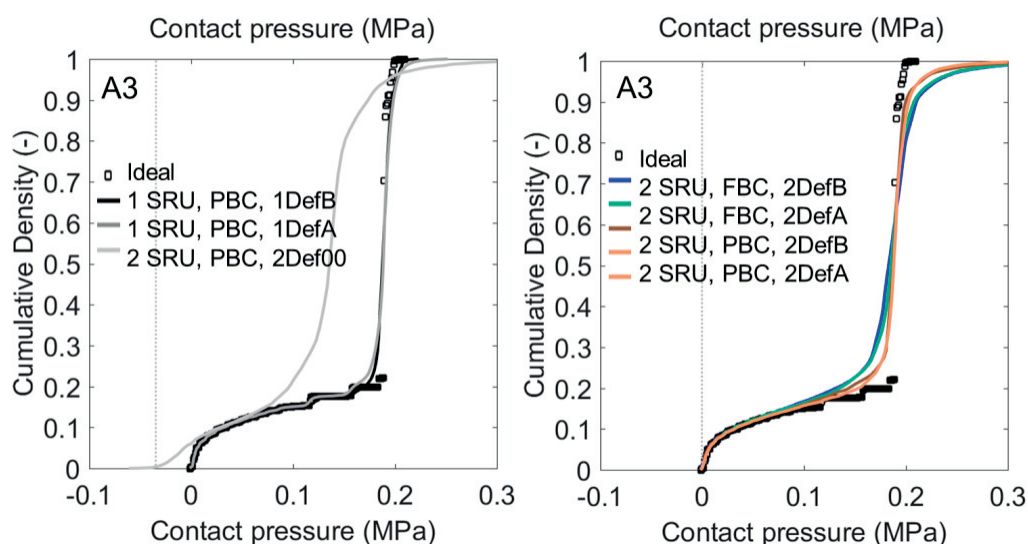 Contact pressure (MPa)
A3
Cumulative Density (-)
1
0.9
0.8
0.7
0.6
0.5
0.4
0.3
0.2
0.1
0
Ideal
1 SRU, PBC, 1DefB
1 SRU, PBC, 1DefA
2 SRU, PBC, 2Def00
-0.1
0
0.1
0.2
0.3
Contact pressure (MPa)
Contact pressure (MPa)
A3
Cumulative Density (-)
1
0.9
0.8
0.7
0.6
0.5
0.4
0.3
0.2
0.1
0
Ideal
2 SRU, FBC, 2DefB
2 SRU, FBC, 2DefA
2 SRU, PBC, 2DefB
2 SRU, PBC, 2DefA
-0.1
0
0.1
0.2
0.3
Contact pressure (MPa)